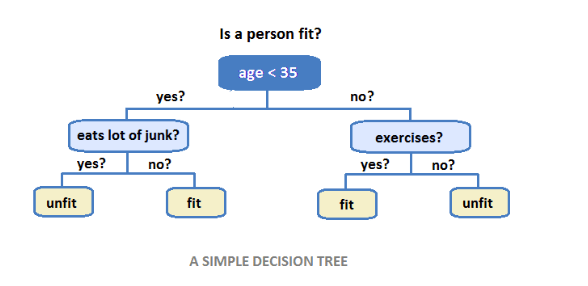 Is a person fit?
age < 35
yes?
no?
eats lot of junk?
exercises?
yes?
no?
yes?
no?
unfit
fit
fit
unfit
A SIMPLE DECISION TREE